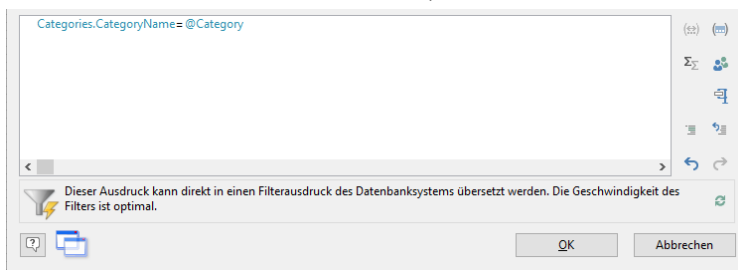 Categories.CategoryName= @Category
Dieser Ausdruck kann direkt in einen Filterausdruck des Datenbanksystems übersetzt werden. Die Geschwindigkeit des
Filters ist optimal.
OK
Abbrechen